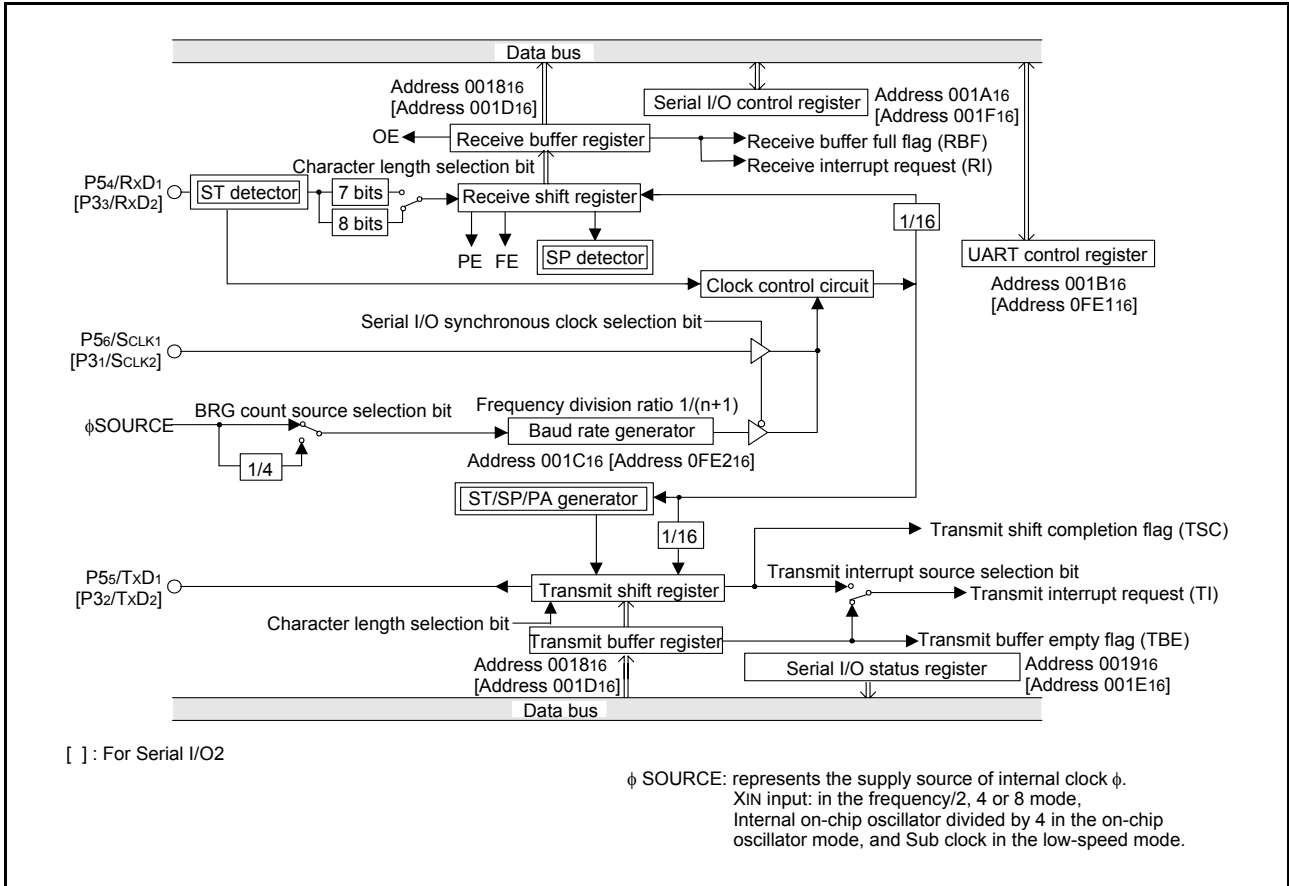 Data bus
Address 001816
[Address 001D16]
Serial I/O control register
Address 001A16
[Address 001F16]
OE
Receive buffer register
Receive buffer full flag (RBF)
Receive interrupt request (RI)
Character length selection bit
P54/RxD1
[P33/RxD2]
ST detector
7 bits
8 bits
Receive shift register
1/16
PE
FE
SP detector
UART control register
Address 001B16
[Address 0FE116]
Clock control circuit
Serial I/O synchronous clock selection bit
P56/SCLK1
[P31/SCLK2]
BRG count source selection bit
Frequency division ratio 1/(n+1)
ϕSOURCE
Baud rate generator
1/4
Address 001C16 [Address 0FE216]
ST/SP/PA generator
1/16
Transmit shift completion flag (TSC)
P55/TxD1
[P32/TxD2]
Transmit shift register
Transmit interrupt source selection bit
Transmit interrupt request (TI)
Character length selection bit
Transmit buffer register
Transmit buffer empty flag (TBE)
Address 001816
[Address 001D16]
Serial I/O status register
Address 001916
[Address 001E16]
Data bus
[ ] : For Serial I/O2
ϕ SOURCE: represents the supply source of internal clock ϕ.
XIN input: in the frequency/2, 4 or 8 mode,
Internal on-chip oscillator divided by 4 in the on-chip
oscillator mode, and Sub clock in the low-speed mode.